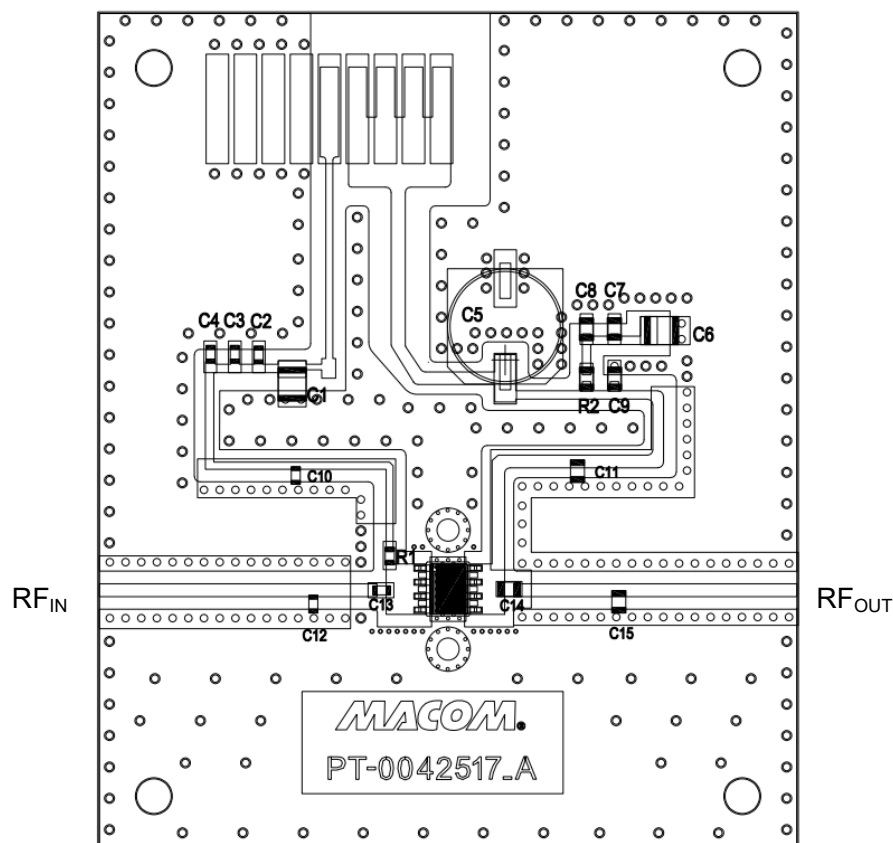 C8 C7
C5
C6
C4 C3 C2
C1
R2 C9
C10
C11
R1
RFIN
C13
C14
RFOUT
C12
C15
MACOM®
PT-0042517_A